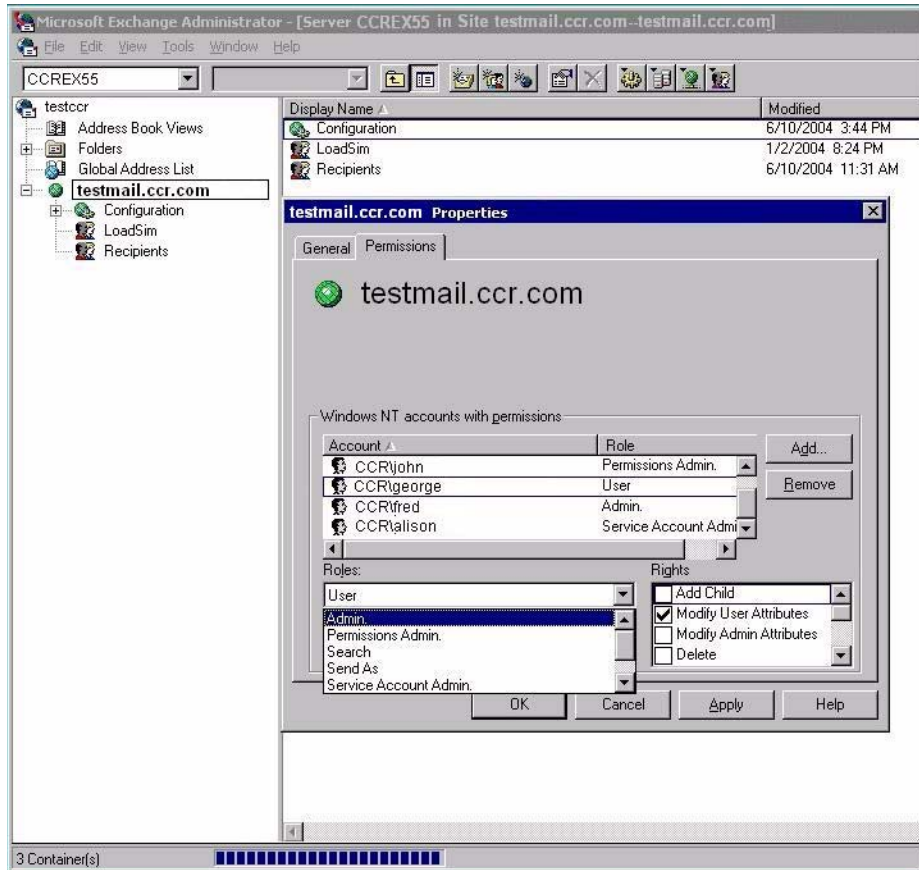 Microsoft Exchange Administrator - [Server CCREX55 in Site testmail.ccr.com--testmail.ccr.com]
File Edit View Tools Window Help
CCREX55
testccr
Address Book Views
Folders
Global Address List
testmail.ccr.com
Configuration
LoadSim
Recipients
Display Name Modified
Configuration 6/10/2004 3:44 PM
LoadSim 1/2/2004 8:24 PM
Recipients 6/10/2004 11:31 AM
testmail.ccr.com Properties
General Permissions
testmail.ccr.com
Windows NT accounts with permissions
Account Role
CCR\john Permissions Admin.
CCR\george User
CCR\fred Admin.
CCR\alison Service Account Admi
Add...
Remove
Roles:
User
Admin.
Permissions Admin.
Search
Send As
Service Account Admin.
Rights
Add Child
Modify User Attributes
Modify Admin Attributes
Delete
OK Cancel Apply Help
3 Container(s)